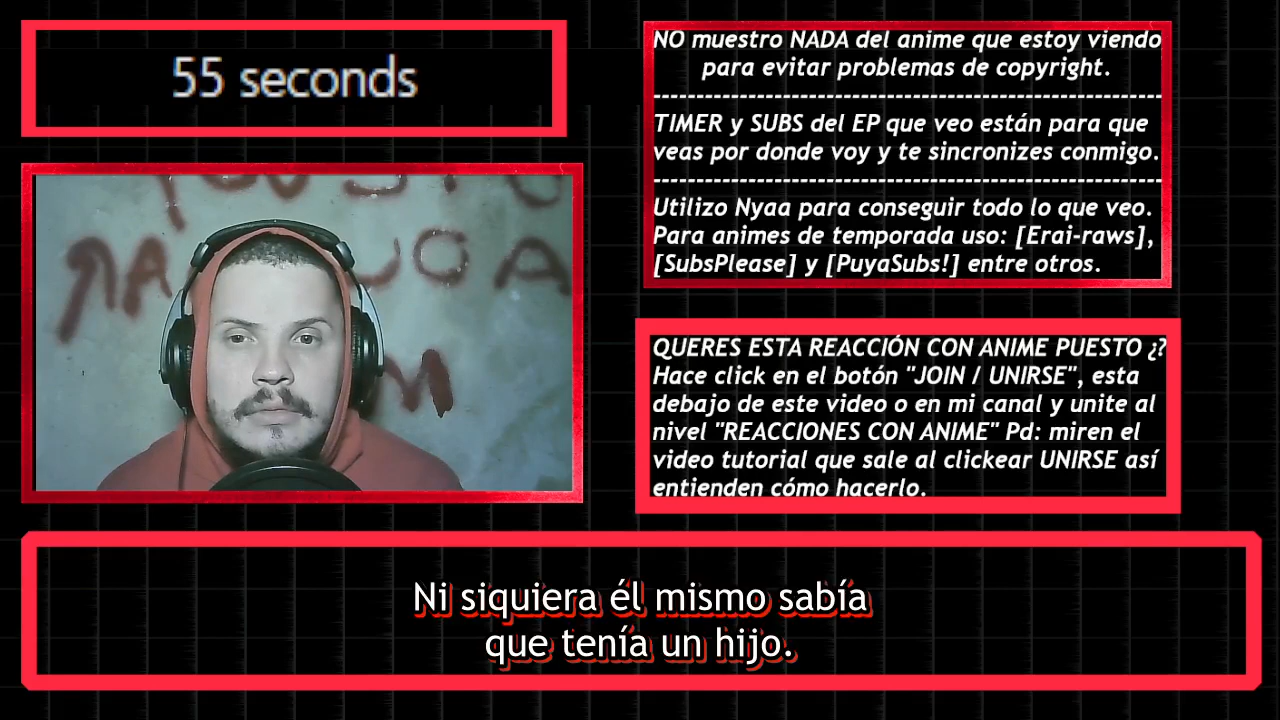 55 seconds
NO muestro NADA del anime que estoy viendo
para evitar problemas de copyright.
------------------------------------------------------------
TIMER y SUBS del EP que veo están para que
veas por donde voy y te sincronizes conmigo.
------------------------------------------------------------
Utilizo Nyaa para conseguir todo lo que veo.
Para animes de temporada uso: [Erai-raws],
[SubsPlease] y [PuyaSubs!] entre otros.
QUERES ESTA REACCIÓN CON ANIME PUESTO ¿?
Hace click en el botón "JOIN / UNIRSE", esta
debajo de este video o en mi canal y unite al
nivel "REACCIONES CON ANIME" Pd: miren el
video tutorial que sale al clickear UNIRSE así
entienden cómo hacerlo.
Ni siquiera él mismo sabía
que tenía un hijo.